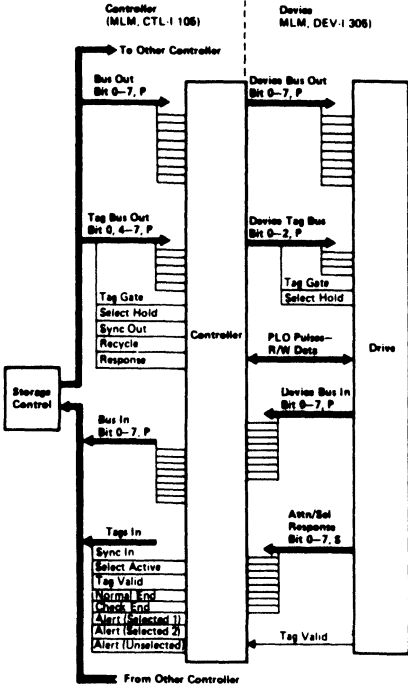 Controller
(MLM, CTL-I 105)
Device
MLM, DEV-I 305)
To Other Controller
Bus Out
Bit 0–7, P
Device Bus Out
Bit 0–7, P
Tag Bus Out
Bit 0, 4–7, P
Device Tag Bus
Bit 0–2, P
Tag Gate
Select Hold
Sync Out
Recycle
Response
Tag Gate
Select Hold
Controller
PLO Pulses–
R/W Data
Drive
Storage
Control
Device Bus In
Bit 0–7, P
Bus In
Bit 0–7, P
Attn/Sel
Response
Bit 0–7, S
Tags In
Sync In
Select Active
Tag Valid
Normal End
Check End
Alert (Selected 1)
Alert (Selected 2)
Alert (Unselected)
Tag Valid
From Other Controller